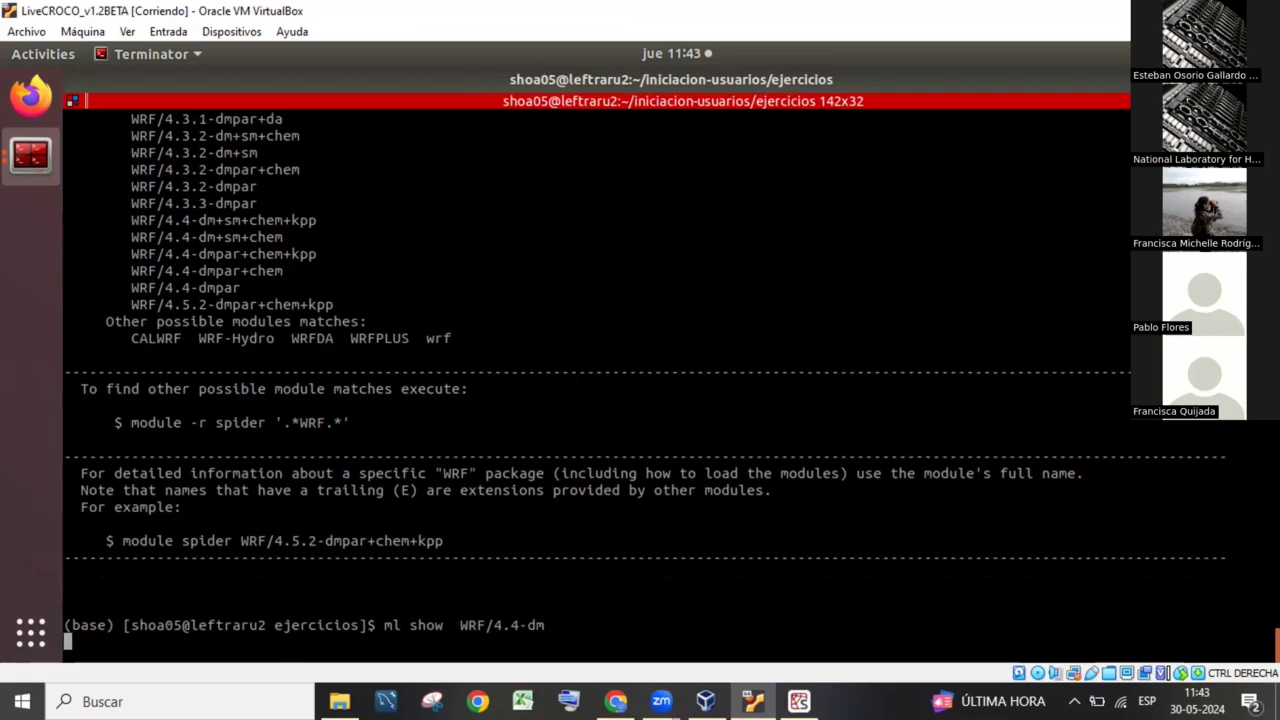 LiveCROCO_v1.2BETA [Corriendo] - Oracle VM VirtualBox
Archivo Máquina Ver Entrada Dispositivos Ayuda
Activities Terminator jue 11:43
shoa05@leftraru2:~/iniciacion-usuarios/ejercicios
shoa05@leftraru2:~/iniciacion-usuarios/ejercicios 142x32
WRF/4.3.1-dmpar+da
WRF/4.3.2-dm+sm+chem
WRF/4.3.2-dm+sm
WRF/4.3.2-dmpar+chem
WRF/4.3.2-dmpar
WRF/4.3.3-dmpar
WRF/4.4-dm+sm+chem+kpp
WRF/4.4-dm+sm+chem
WRF/4.4-dmpar+chem+kpp
WRF/4.4-dmpar+chem
WRF/4.4-dmpar
WRF/4.5.2-dmpar+chem+kpp
Other possible modules matches:
CALWRF WRF-Hydro WRFDA WRFPLUS wrf
To find other possible module matches execute:
$ module -r spider '.*WRF.*'
For detailed information about a specific "WRF" package (including how to load the modules) use the module's full name.
Note that names that have a trailing (E) are extensions provided by other modules.
For example:
$ module spider WRF/4.5.2-dmpar+chem+kpp
(base) [shoa05@leftraru2 ejercicios]$ ml show WRF/4.4-dm
Esteban Osorio Gallardo ...
National Laboratory for H...
Francisca Michelle Rodríg...
Pablo Flores
Francisca Quijada
CTRL DERECHA
Buscar
zm
ÚLTIMA HORA
ESP
11:43
30-05-2024
2